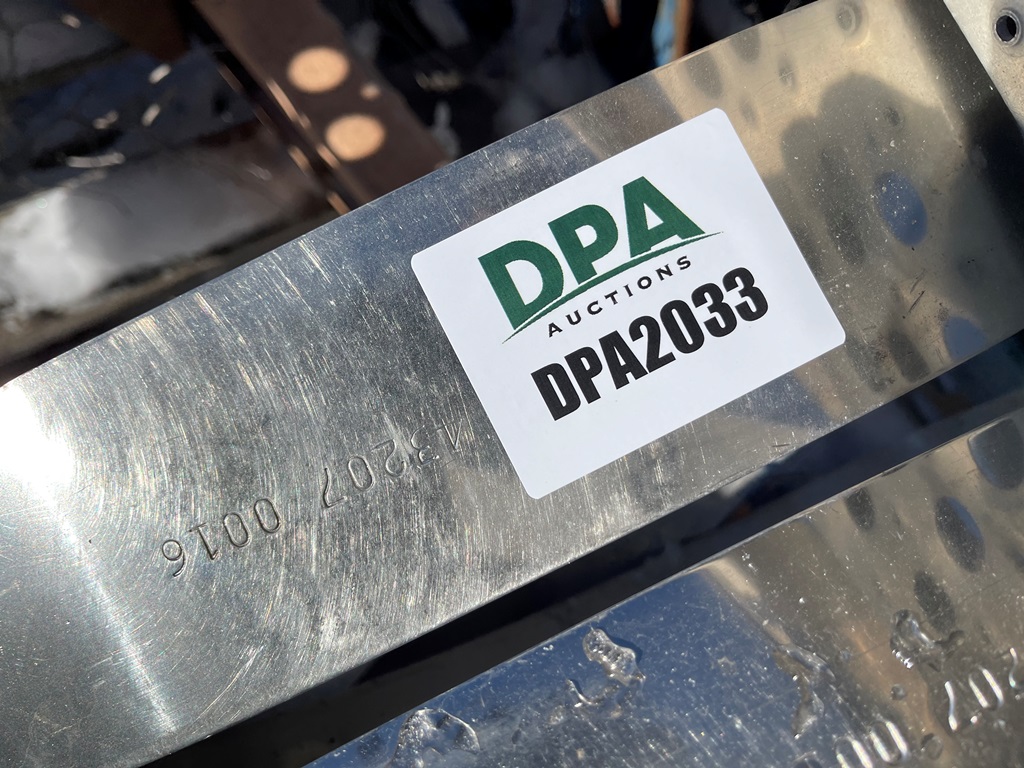 DPA
AUCTIONS
DPA2033
A3207 0016